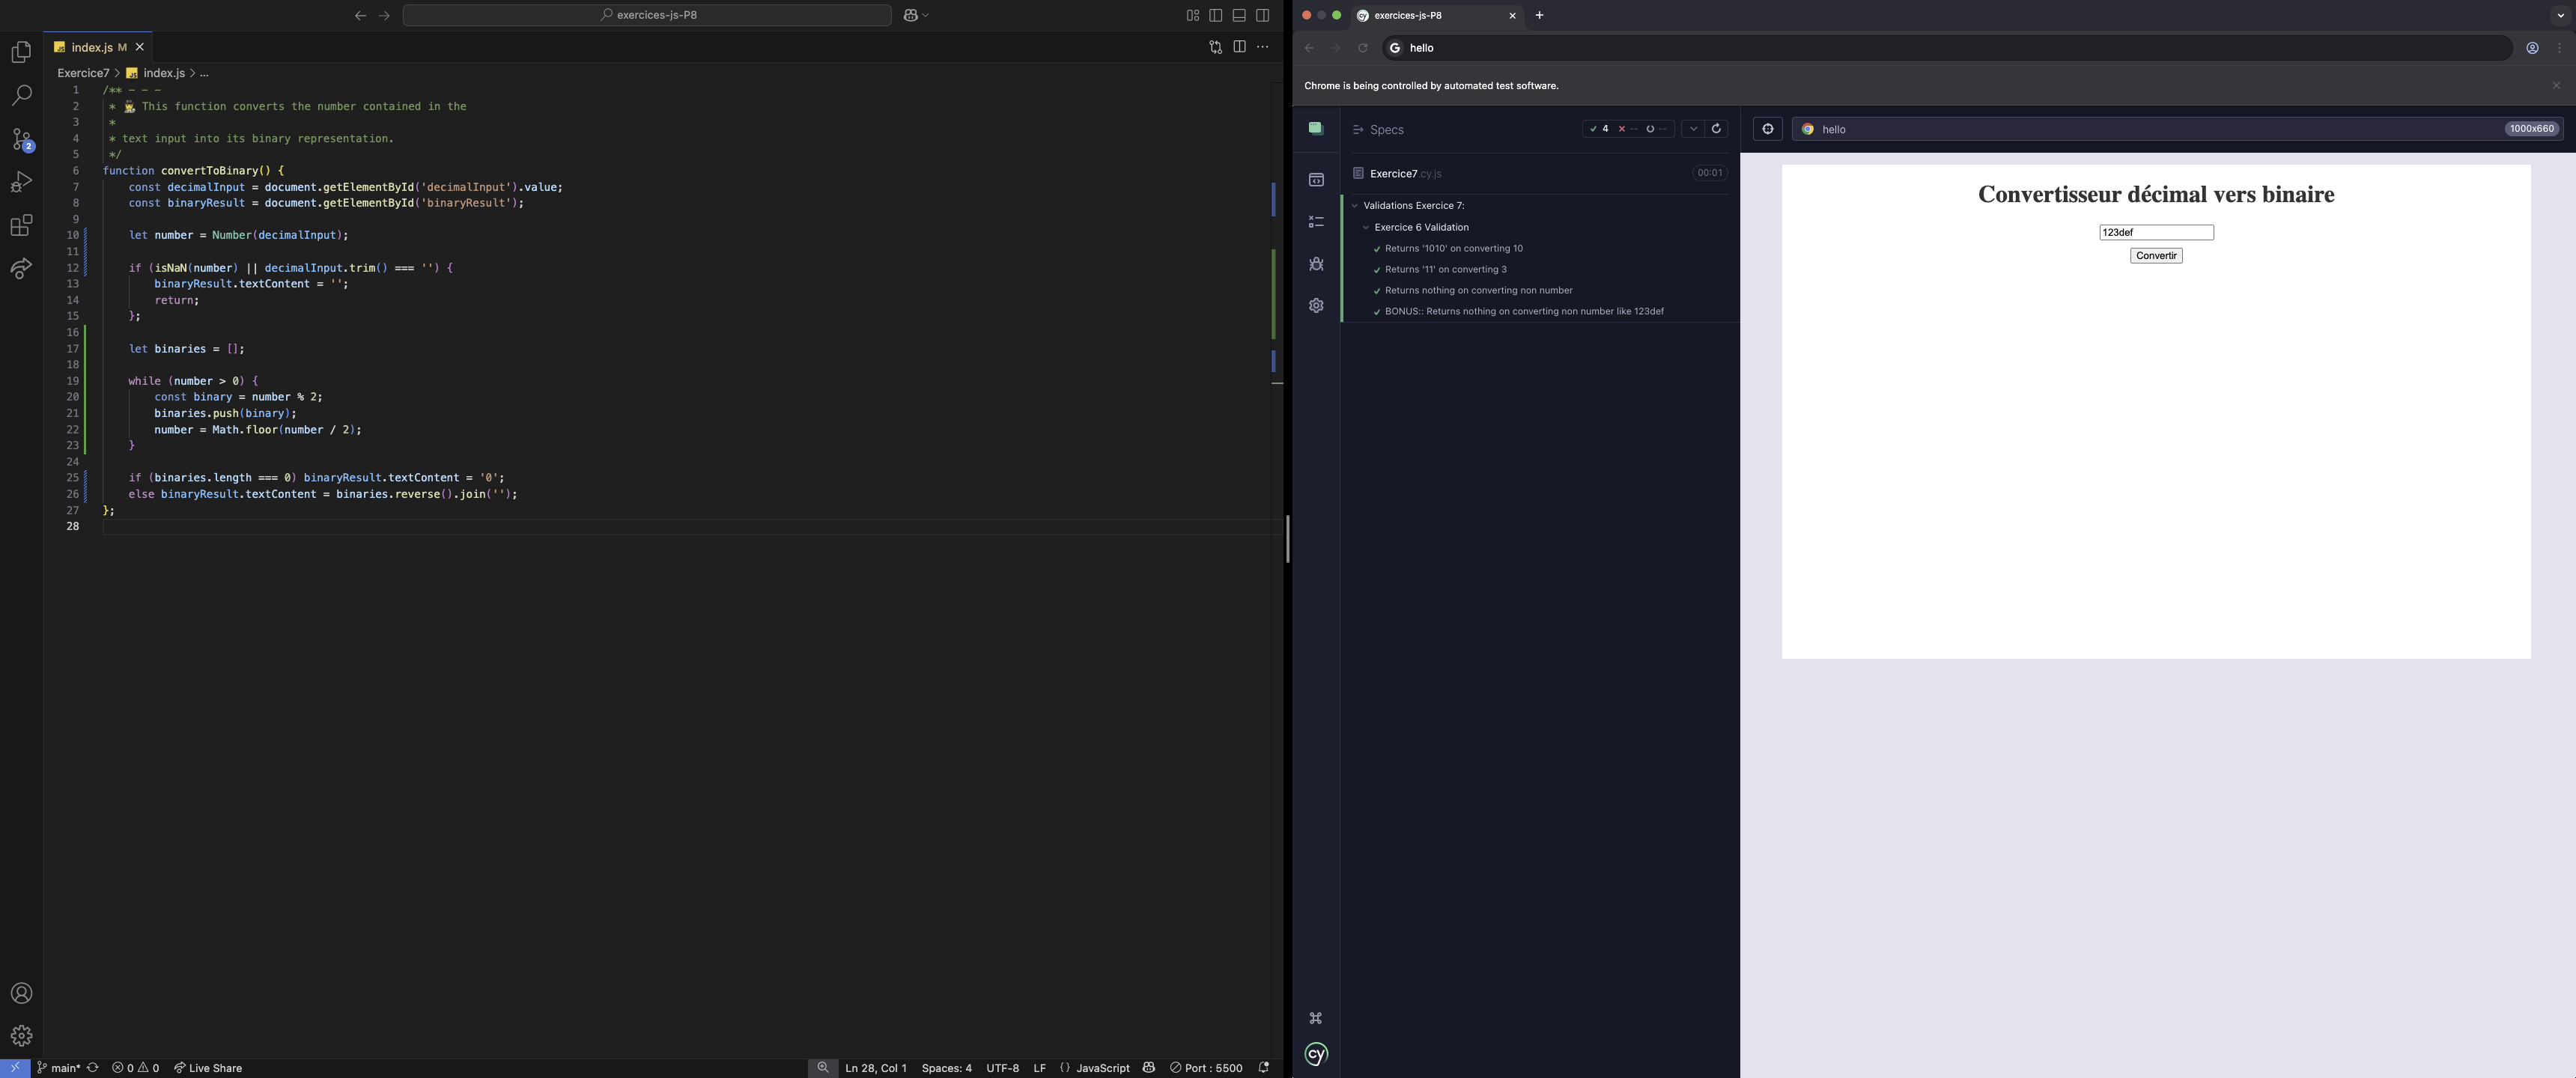 exercices-js-P8
index.js M
Exercice7 > index.js > ...
1 /** - - -
2 * 👨‍🏫 This function converts the number contained in the
3 *
4 * text input into its binary representation.
5 */
6 function convertToBinary() {
7 const decimalInput = document.getElementById('decimalInput').value;
8 const binaryResult = document.getElementById('binaryResult');
9
10 let number = Number(decimalInput);
11
12 if (isNaN(number) || decimalInput.trim() === '') {
13 binaryResult.textContent = '';
14 return;
15 };
16
17 let binaries = [];
18
19 while (number > 0) {
20 const binary = number % 2;
21 binaries.push(binary);
22 number = Math.floor(number / 2);
23 }
24
25 if (binaries.length === 0) binaryResult.textContent = '0';
26 else binaryResult.textContent = binaries.reverse().join('');
27 };
28
2
main* 0 0 Live Share
Ln 28, Col 1 Spaces: 4 UTF-8 LF {} JavaScript Port : 5500
exercices-js-P8
hello
Chrome is being controlled by automated test software.
Specs 4 -- --
Exercice7.cy.js 00:01
Validations Exercice 7:
Exercice 6 Validation
Returns '1010' on converting 10
Returns '11' on converting 3
Returns nothing on converting non number
BONUS:: Returns nothing on converting non number like 123def
cy
hello 1000x660
Convertisseur décimal vers binaire
123def
Convertir